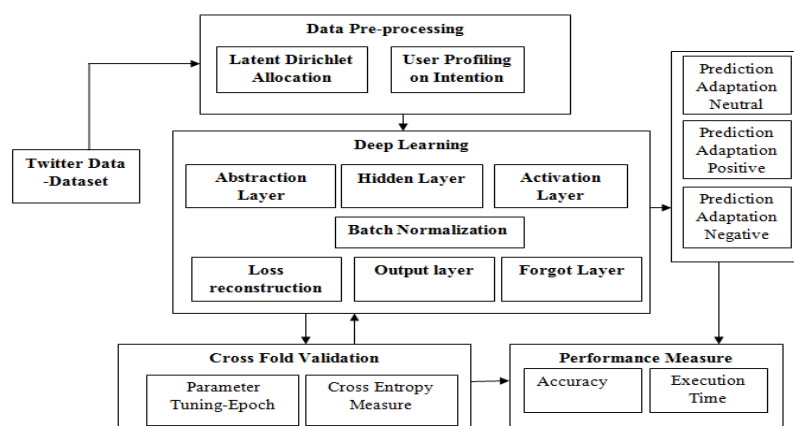 Data Pre-processing
Latent Dirichlet
Allocation
User Profiling
on Intention
Twitter Data
-Dataset
Deep Learning
Abstraction
Layer
Hidden Layer
Activation
Layer
Batch Normalization
Loss
reconstruction
Output layer
Forgot Layer
Prediction
Adaptation
Neutral
Prediction
Adaptation
Positive
Prediction
Adaptation
Negative
Cross Fold Validation
Parameter
Tuning-Epoch
Cross Entropy
Measure
Performance Measure
Accuracy
Execution
Time